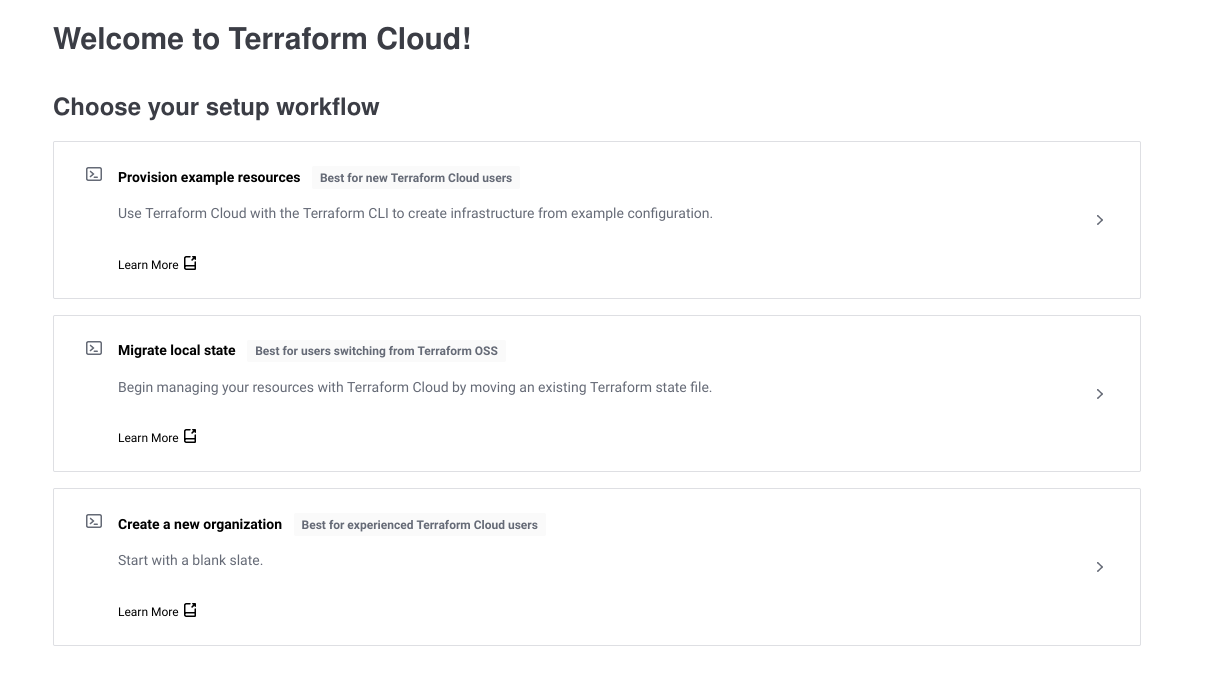 Welcome to Terraform Cloud!
Choose your setup workflow
Provision example resources Best for new Terraform Cloud users
Use Terraform Cloud with the Terraform CLI to create infrastructure from example configuration.
Learn More
Migrate local state Best for users switching from Terraform OSS
Begin managing your resources with Terraform Cloud by moving an existing Terraform state file.
Learn More
Create a new organization Best for experienced Terraform Cloud users
Start with a blank slate.
Learn More